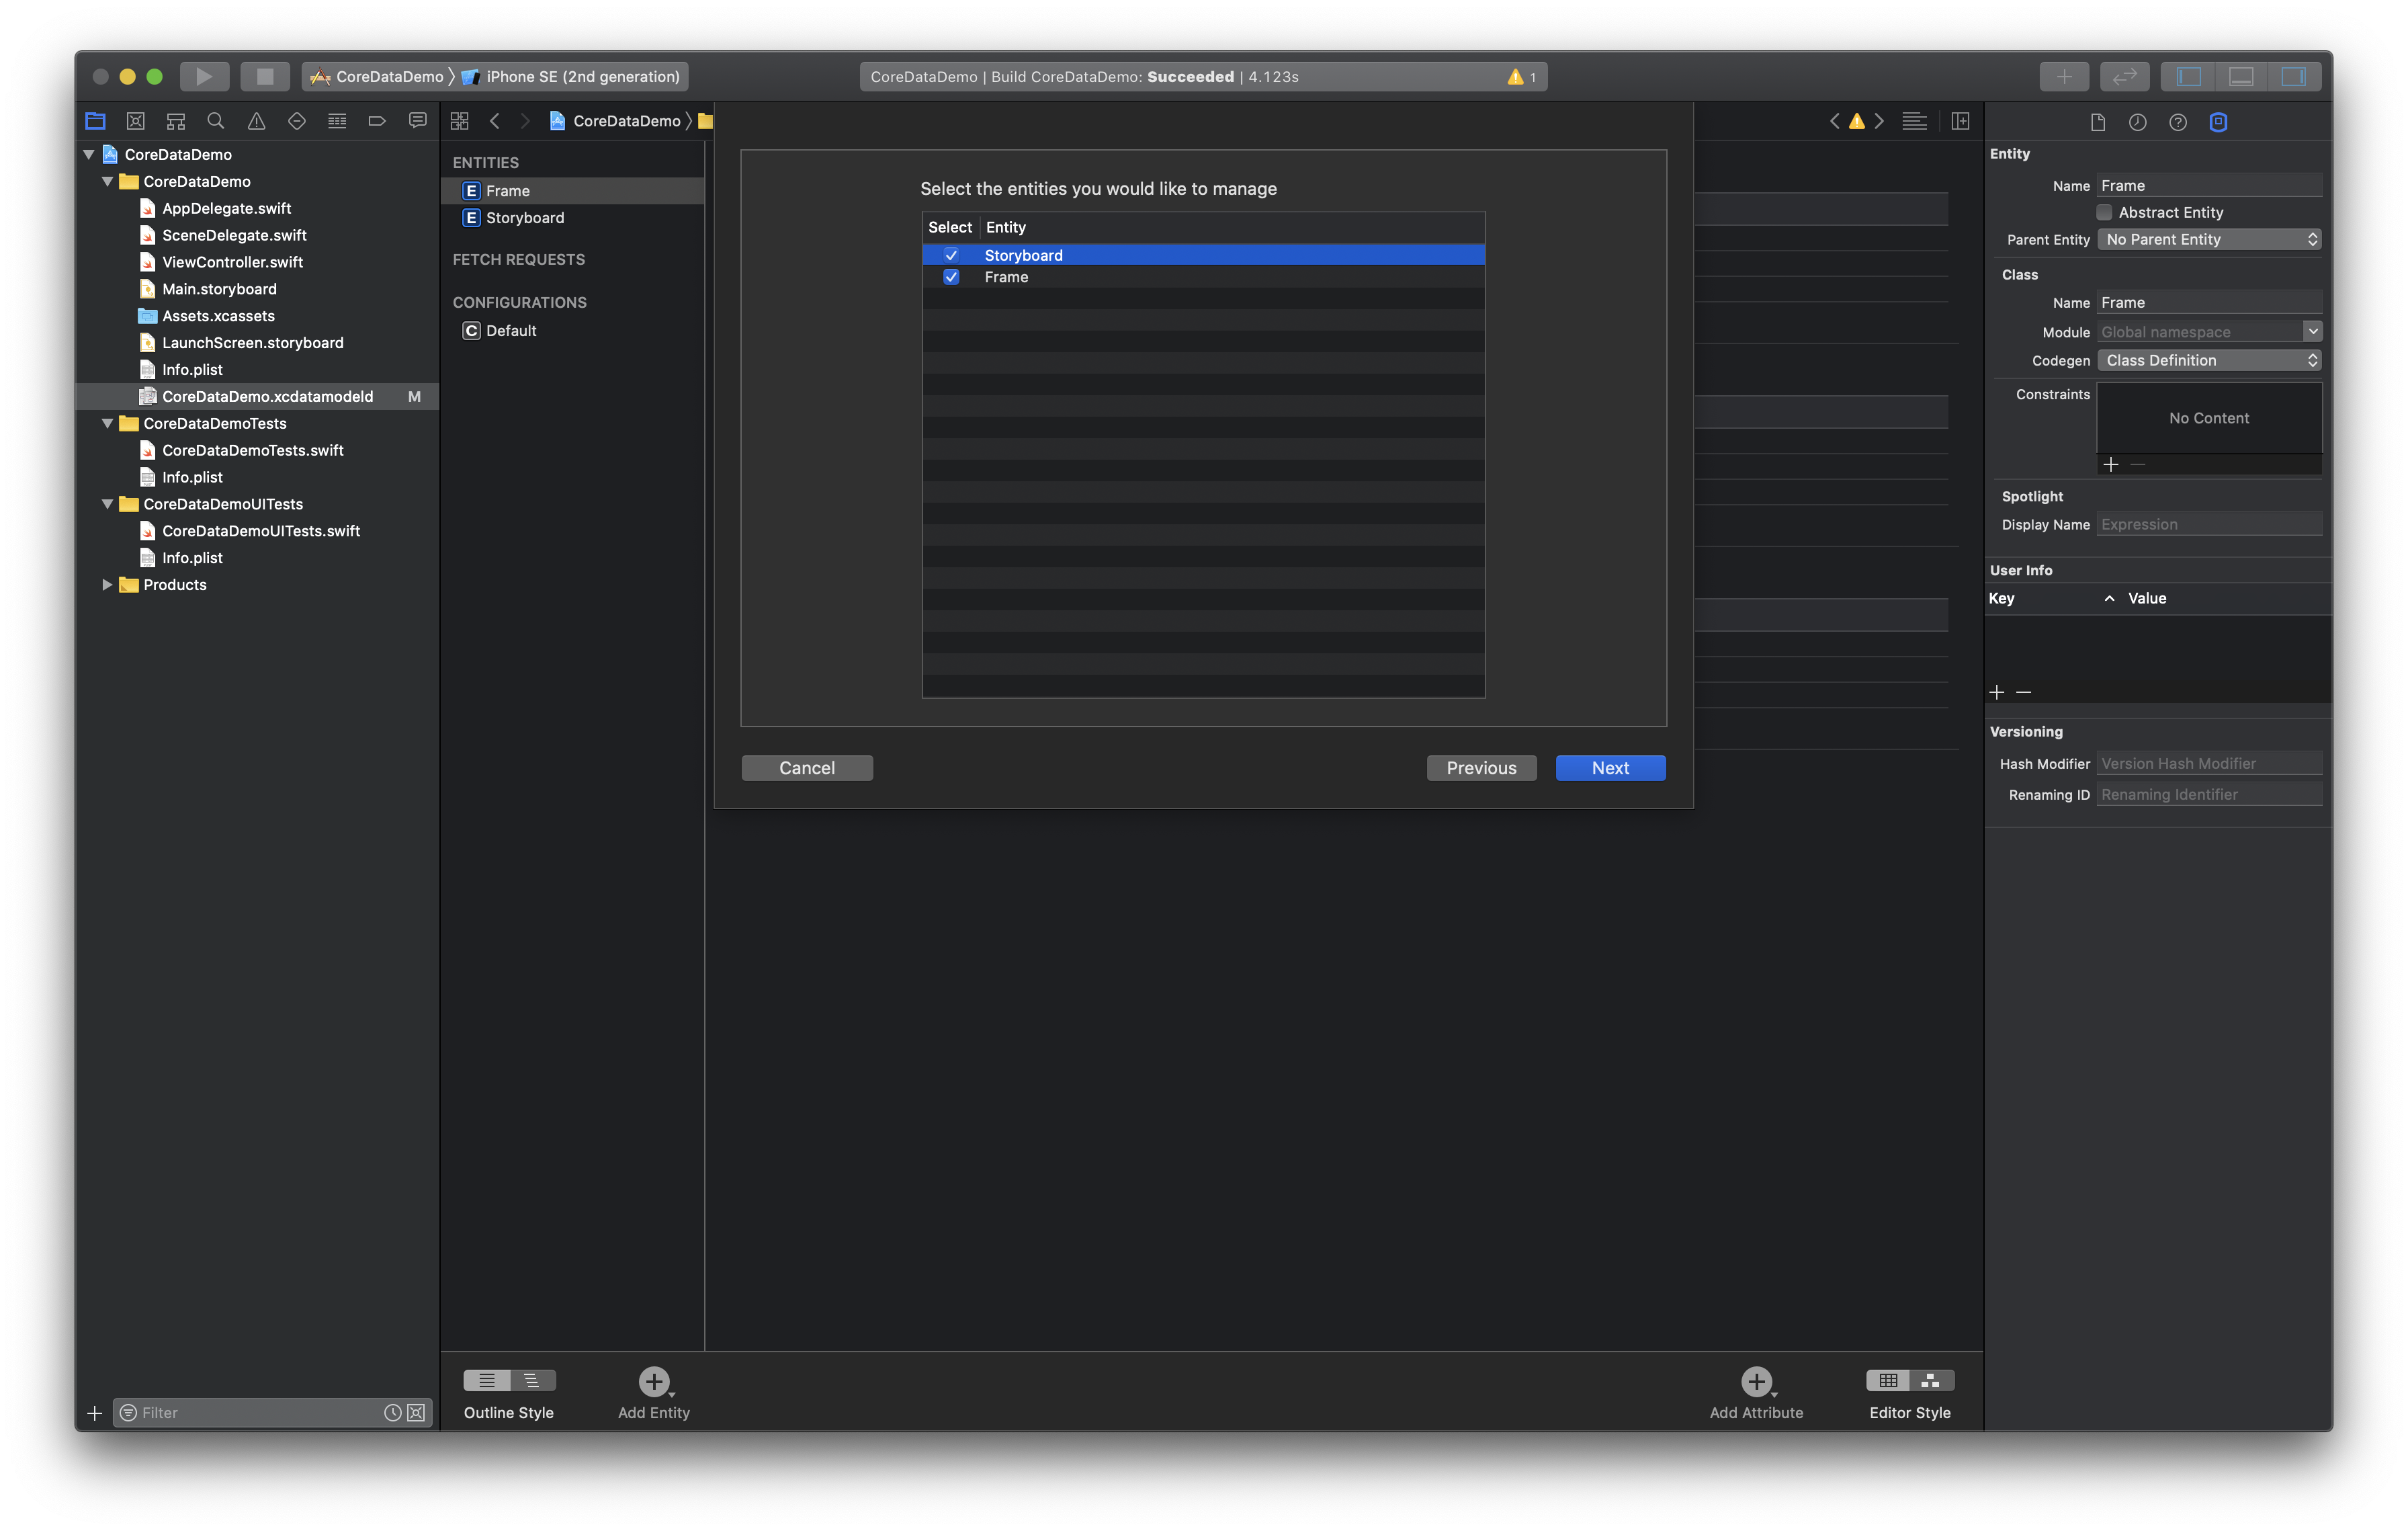 CoreDataDemo iPhone SE (2nd generation)
CoreDataDemo | Build CoreDataDemo: Succeeded | 4.123s
1
CoreDataDemo
CoreDataDemo
AppDelegate.swift
SceneDelegate.swift
ViewController.swift
Main.storyboard
Assets.xcassets
LaunchScreen.storyboard
Info.plist
CoreDataDemo.xcdatamodeld M
CoreDataDemoTests
CoreDataDemoTests.swift
Info.plist
CoreDataDemoUITests
CoreDataDemoUITests.swift
Info.plist
Products
Filter
CoreDataDemo
ENTITIES
E Frame
E Storyboard
FETCH REQUESTS
CONFIGURATIONS
C Default
Select the entities you would like to manage
Select Entity
Storyboard
Frame
Cancel
Previous
Next
Outline Style
Add Entity
Add Attribute
Editor Style
Entity
Name Frame
Abstract Entity
Parent Entity No Parent Entity
Class
Name Frame
Module Global namespace
Codegen Class Definition
Constraints
No Content
Spotlight
Display Name Expression
User Info
Key Value
Versioning
Hash Modifier Version Hash Modifier
Renaming ID Renaming Identifier